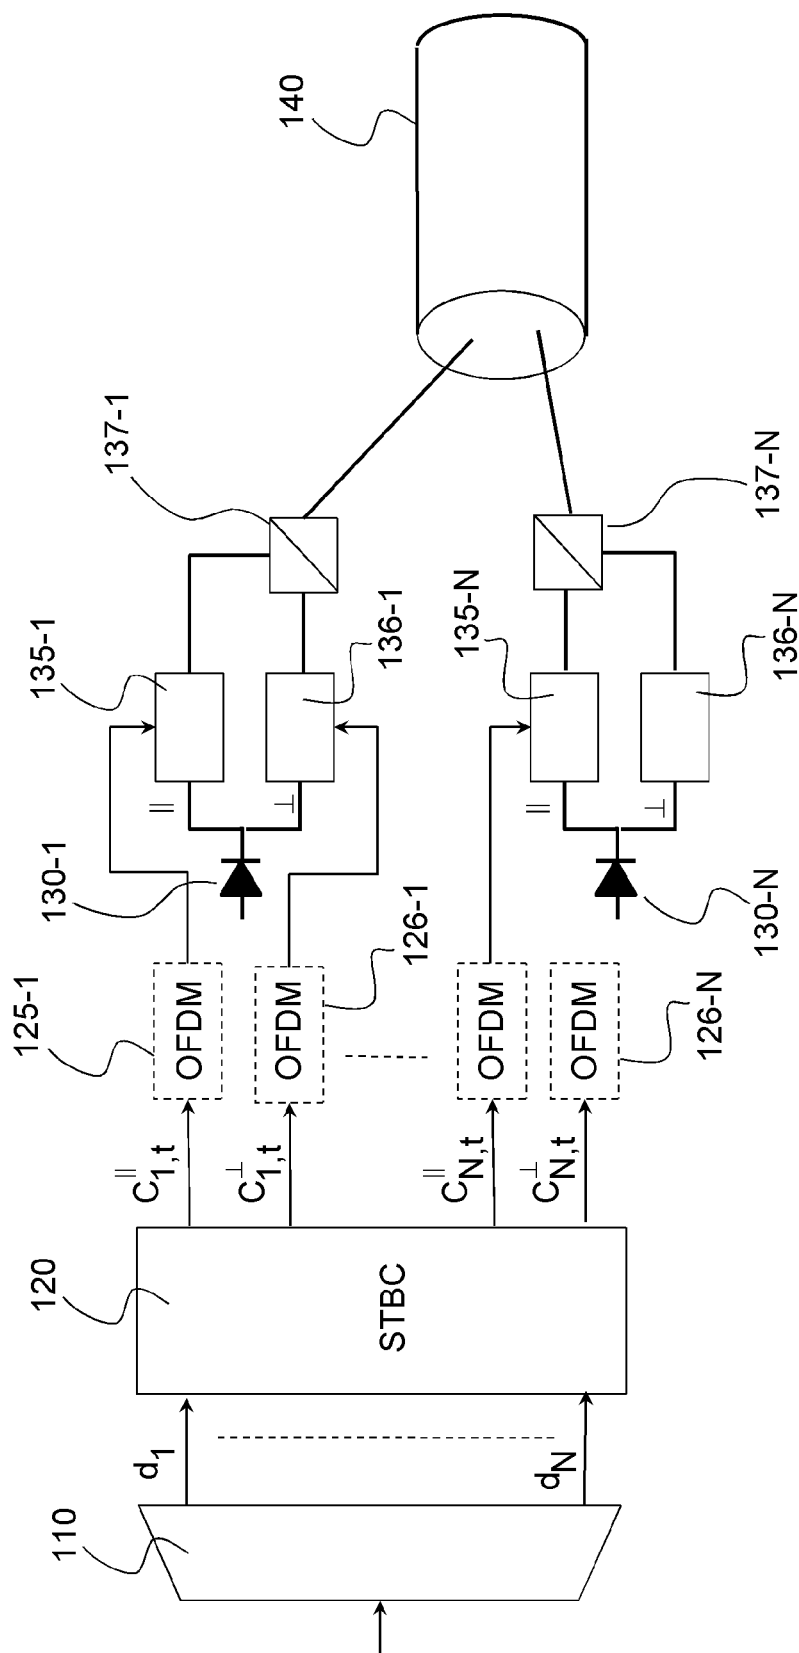 110
d1
dN
120
STBC
C∥1,t
C⊥1,t
C∥N,t
C⊥N,t
125-1
OFDM
OFDM
126-1
OFDM
OFDM
126-N
130-1
∥
⊥
135-1
136-1
137-1
130-N
∥
⊥
135-N
136-N
137-N
140